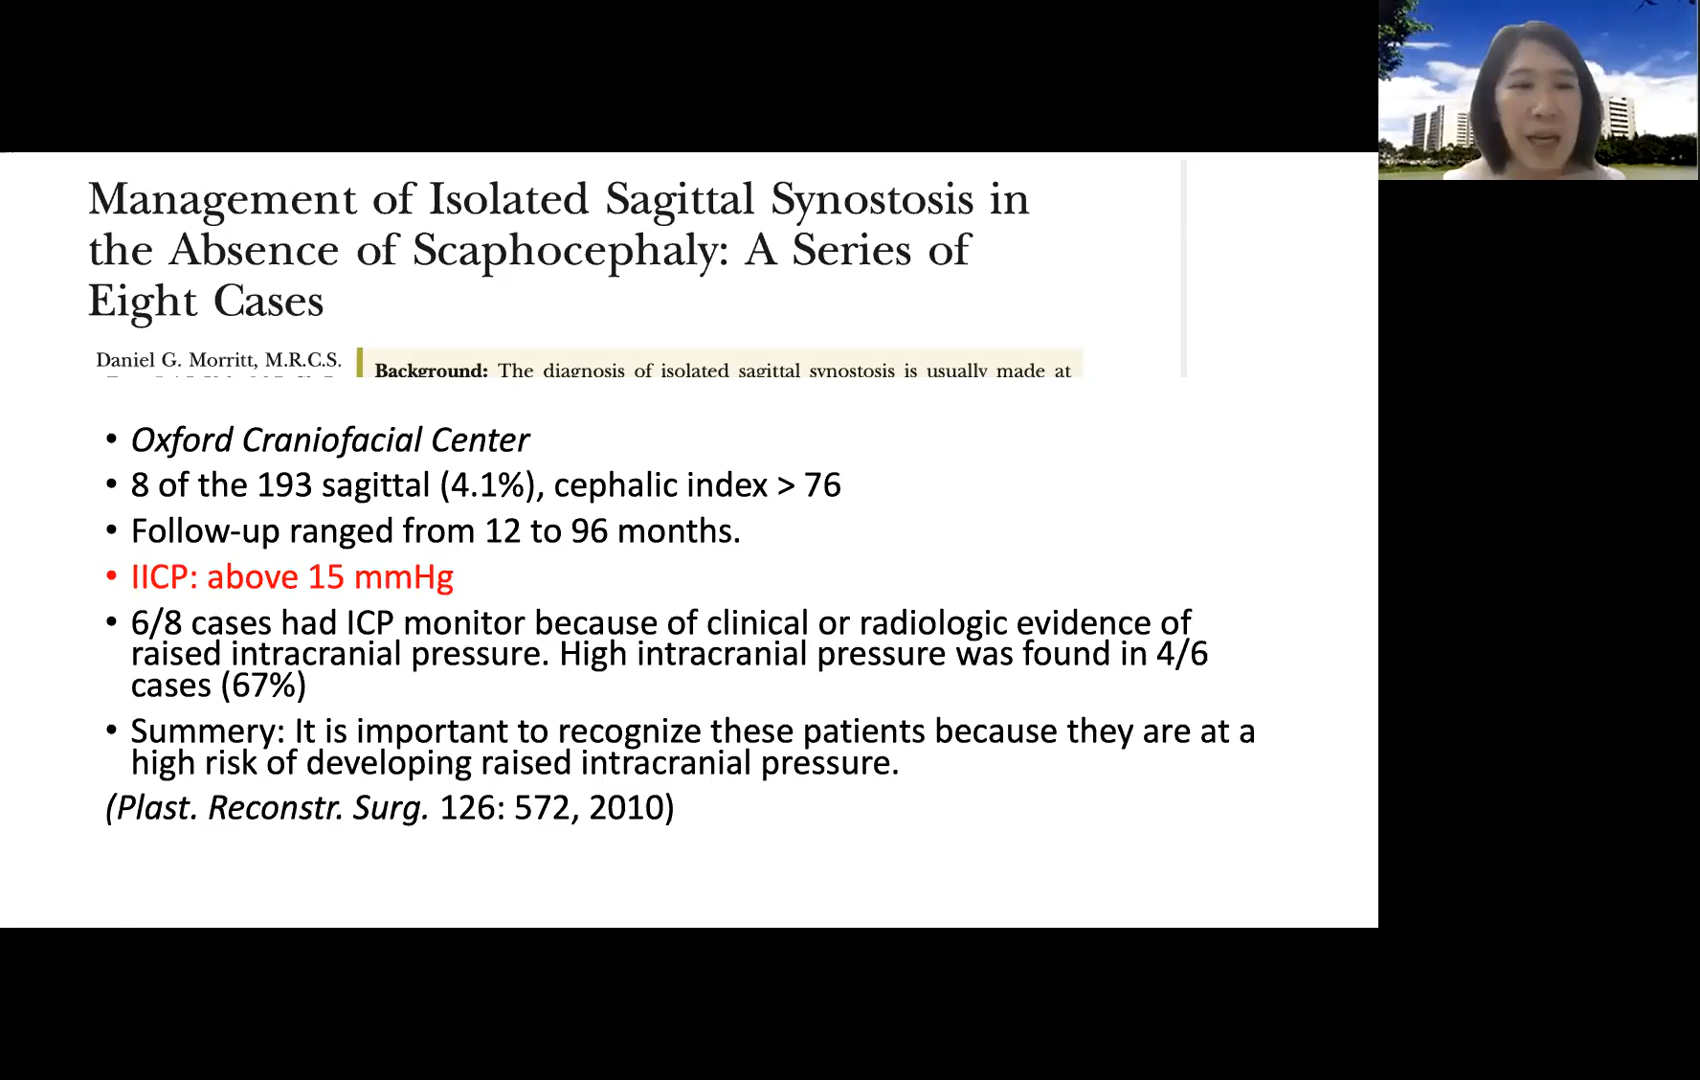 Management of Isolated Sagittal Synostosis in
the Absence of Scaphocephaly: A Series of
Eight Cases
Daniel G. Morritt, M.R.C.S.
Background: The diagnosis of isolated sagittal synostosis is usually made at
• Oxford Craniofacial Center
• 8 of the 193 sagittal (4.1%), cephalic index > 76
• Follow-up ranged from 12 to 96 months.
• IICP: above 15 mmHg
• 6/8 cases had ICP monitor because of clinical or radiologic evidence of
raised intracranial pressure. High intracranial pressure was found in 4/6
cases (67%)
• Summery: It is important to recognize these patients because they are at a
high risk of developing raised intracranial pressure.
(Plast. Reconstr. Surg. 126: 572, 2010)